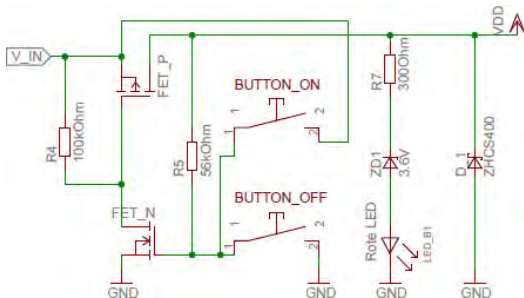 VDD
V_IN
FET_P
R7
300Ohm
BUTTON_ON
1
2
R4
100kOhm
R5
56kOhm
ZD1
3.6V
D_1
ZHCS400
BUTTON_OFF
1
2
FET_N
Rote LED
LED_B1
GND
GND
GND
GND